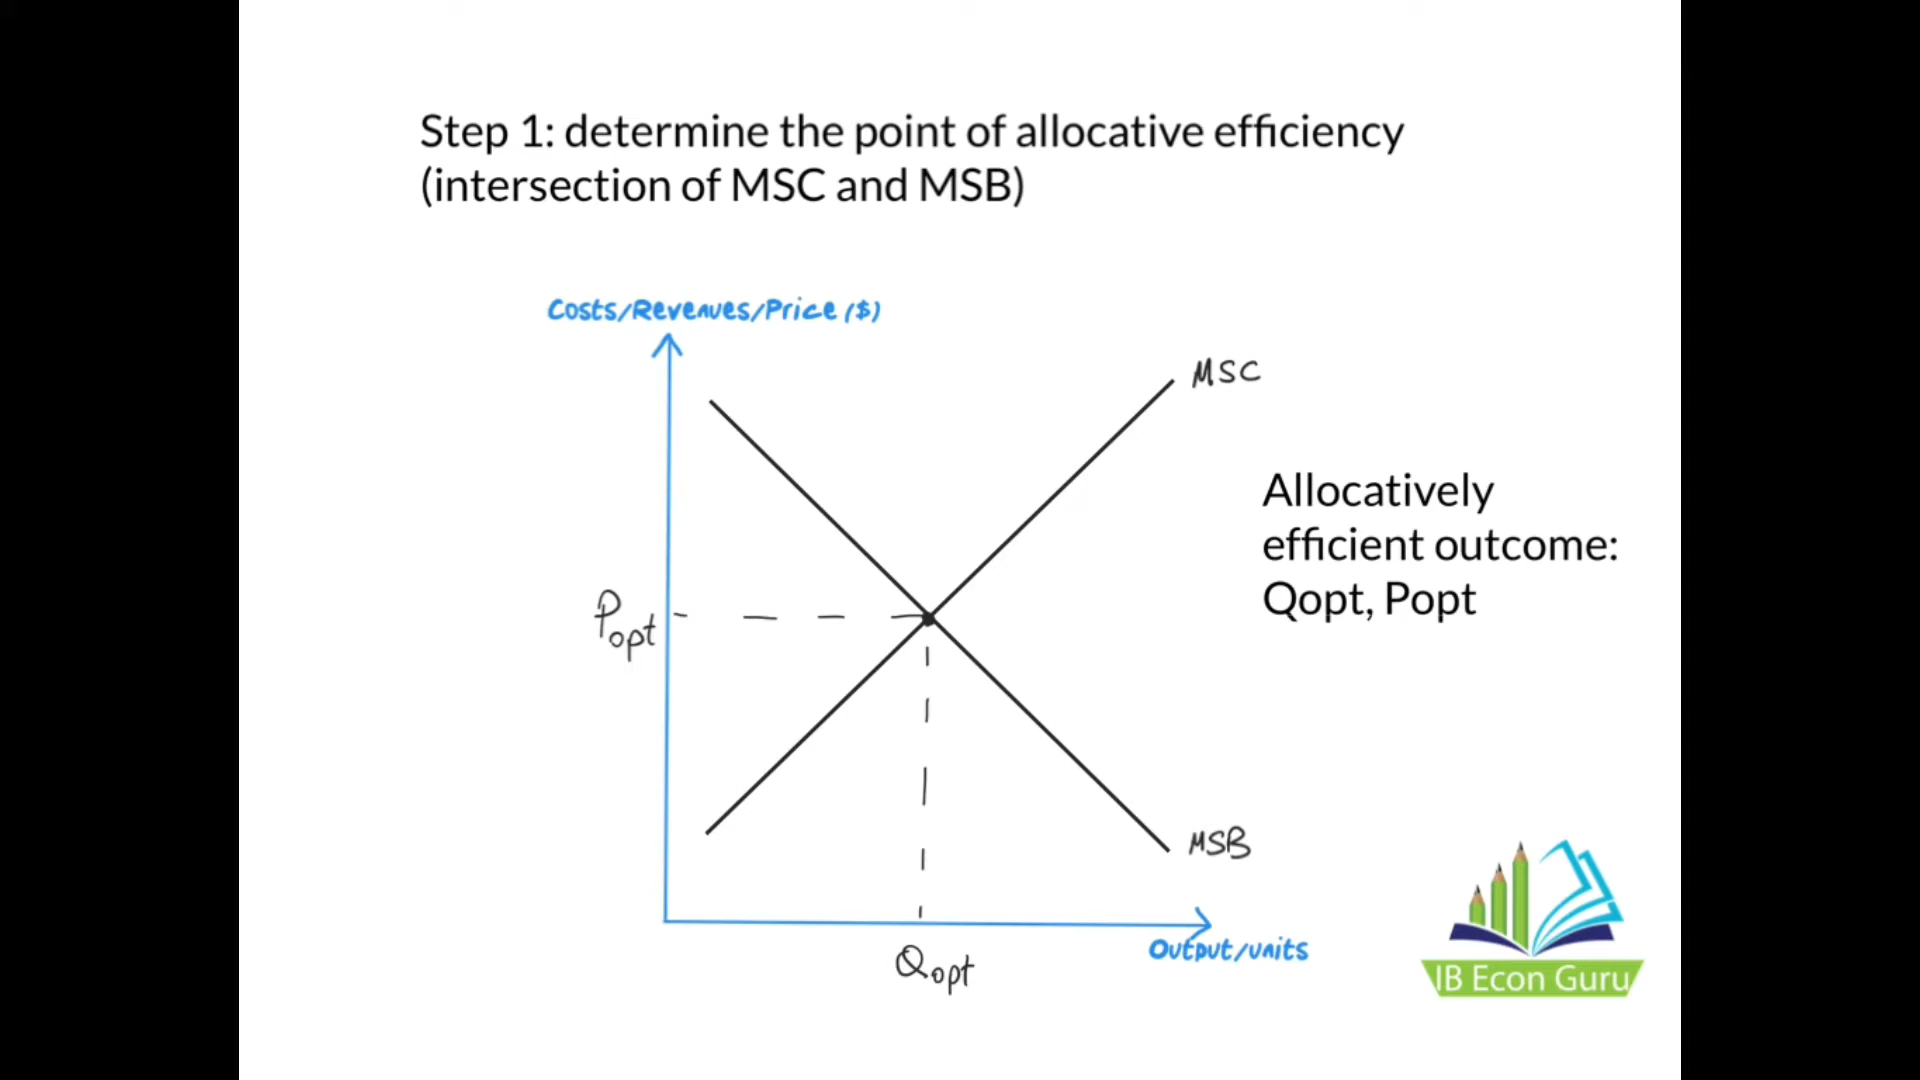 Step 1: determine the point of allocative efficiency
(intersection of MSC and MSB)
Costs/Revenues/Price ($)
MSC
Allocatively
efficient outcome:
Qopt, Popt
Popt
MSB
Output/units
Qopt
IB Econ Guru